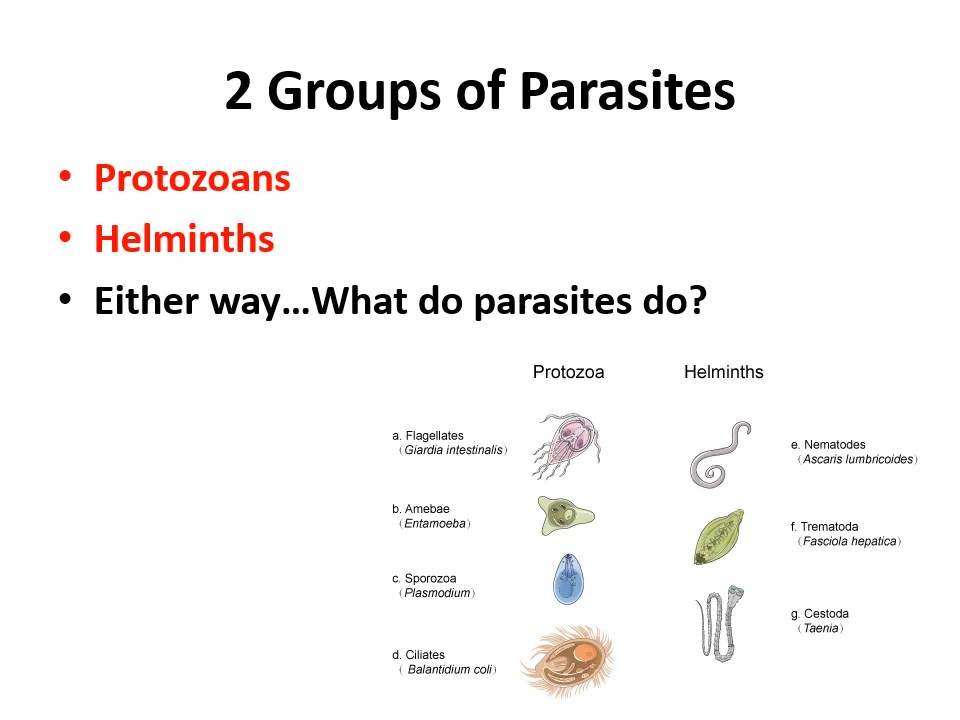 2 Groups of Parasites
• Protozoans
• Helminths
• Either way…What do parasites do?
Protozoa
Helminths
a. Flagellates
（Giardia intestinalis）
b. Amebae
（Entamoeba）
c. Sporozoa
（Plasmodium）
d. Ciliates
（ Balantidium coli）
e. Nematodes
（Ascaris lumbricoides）
f. Trematoda
（Fasciola hepatica）
g. Cestoda
（Taenia）